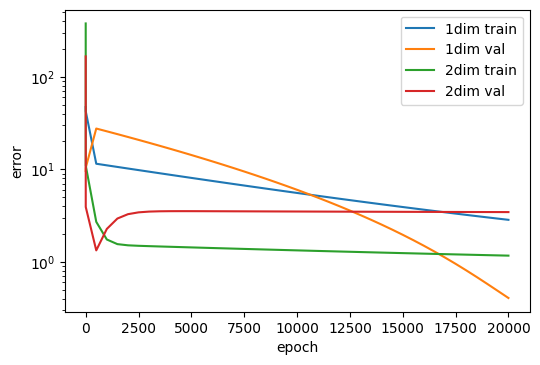 1dim train
1dim val
2dim train
2dim val
error
10^2
10^1
10^0
0 2500 5000 7500 10000 12500 15000 17500 20000
epoch